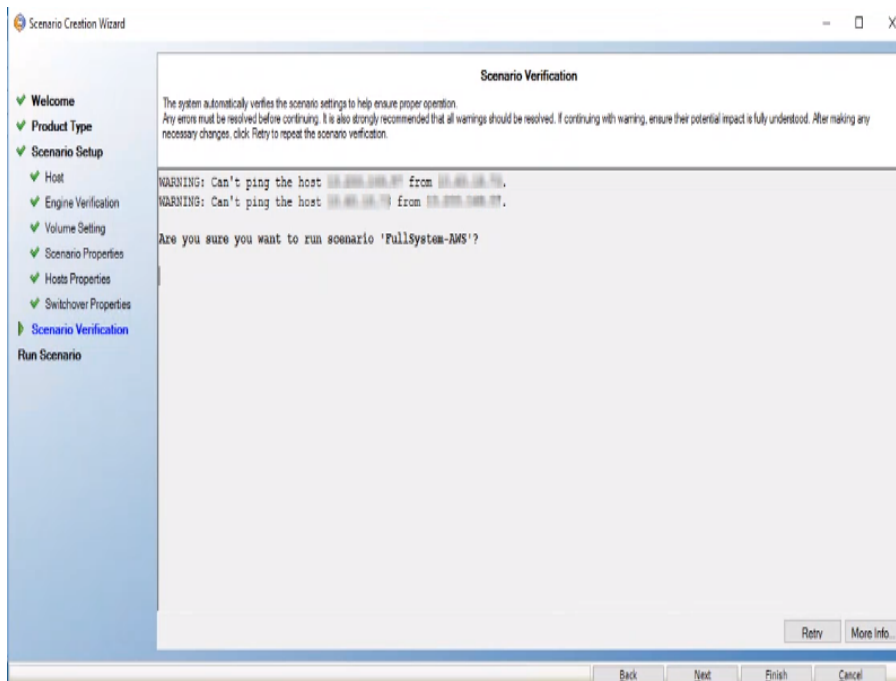 Scenario Creation Wizard
Welcome
Product Type
Scenario Setup
Host
Engine Verification
Volume Setting
Scenario Properties
Hosts Properties
Switchover Properties
Scenario Verification
Run Scenario
Scenario Verification
The system automatically verifies the scenario settings to help ensure proper operation.
Any errors must be resolved before continuing. It is also strongly recommended that all warnings should be resolved. If continuing with warning, ensure their potential impact is fully understood. After making any
necessary changes, click Retry to repeat the scenario verification.
WARNING: Can't ping the host from .
WARNING: Can't ping the host from .
Are you sure you want to run scenario 'FullSystem-AWS'?
Retry
More Info...
Back
Next
Finish
Cancel